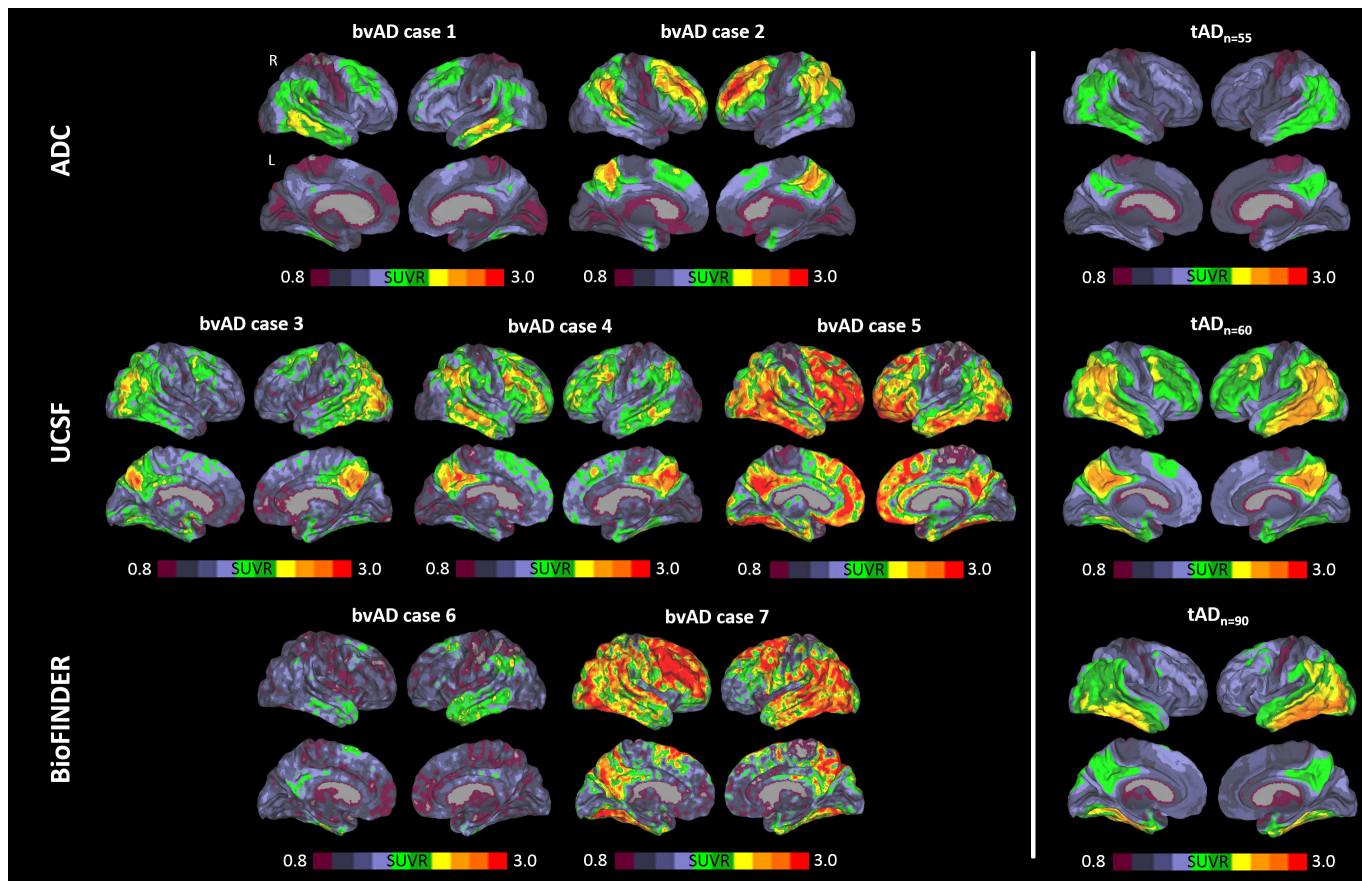 bvAD case 1
bvAD case 2
tADn=55
R
L
ADC
0.8 SUVR 3.0
0.8 SUVR 3.0
0.8 SUVR 3.0
bvAD case 3
bvAD case 4
bvAD case 5
tADn=60
UCSF
0.8 SUVR 3.0
0.8 SUVR 3.0
0.8 SUVR 3.0
0.8 SUVR 3.0
bvAD case 6
bvAD case 7
tADn=90
BioFINDER
0.8 SUVR 3.0
0.8 SUVR 3.0
0.8 SUVR 3.0